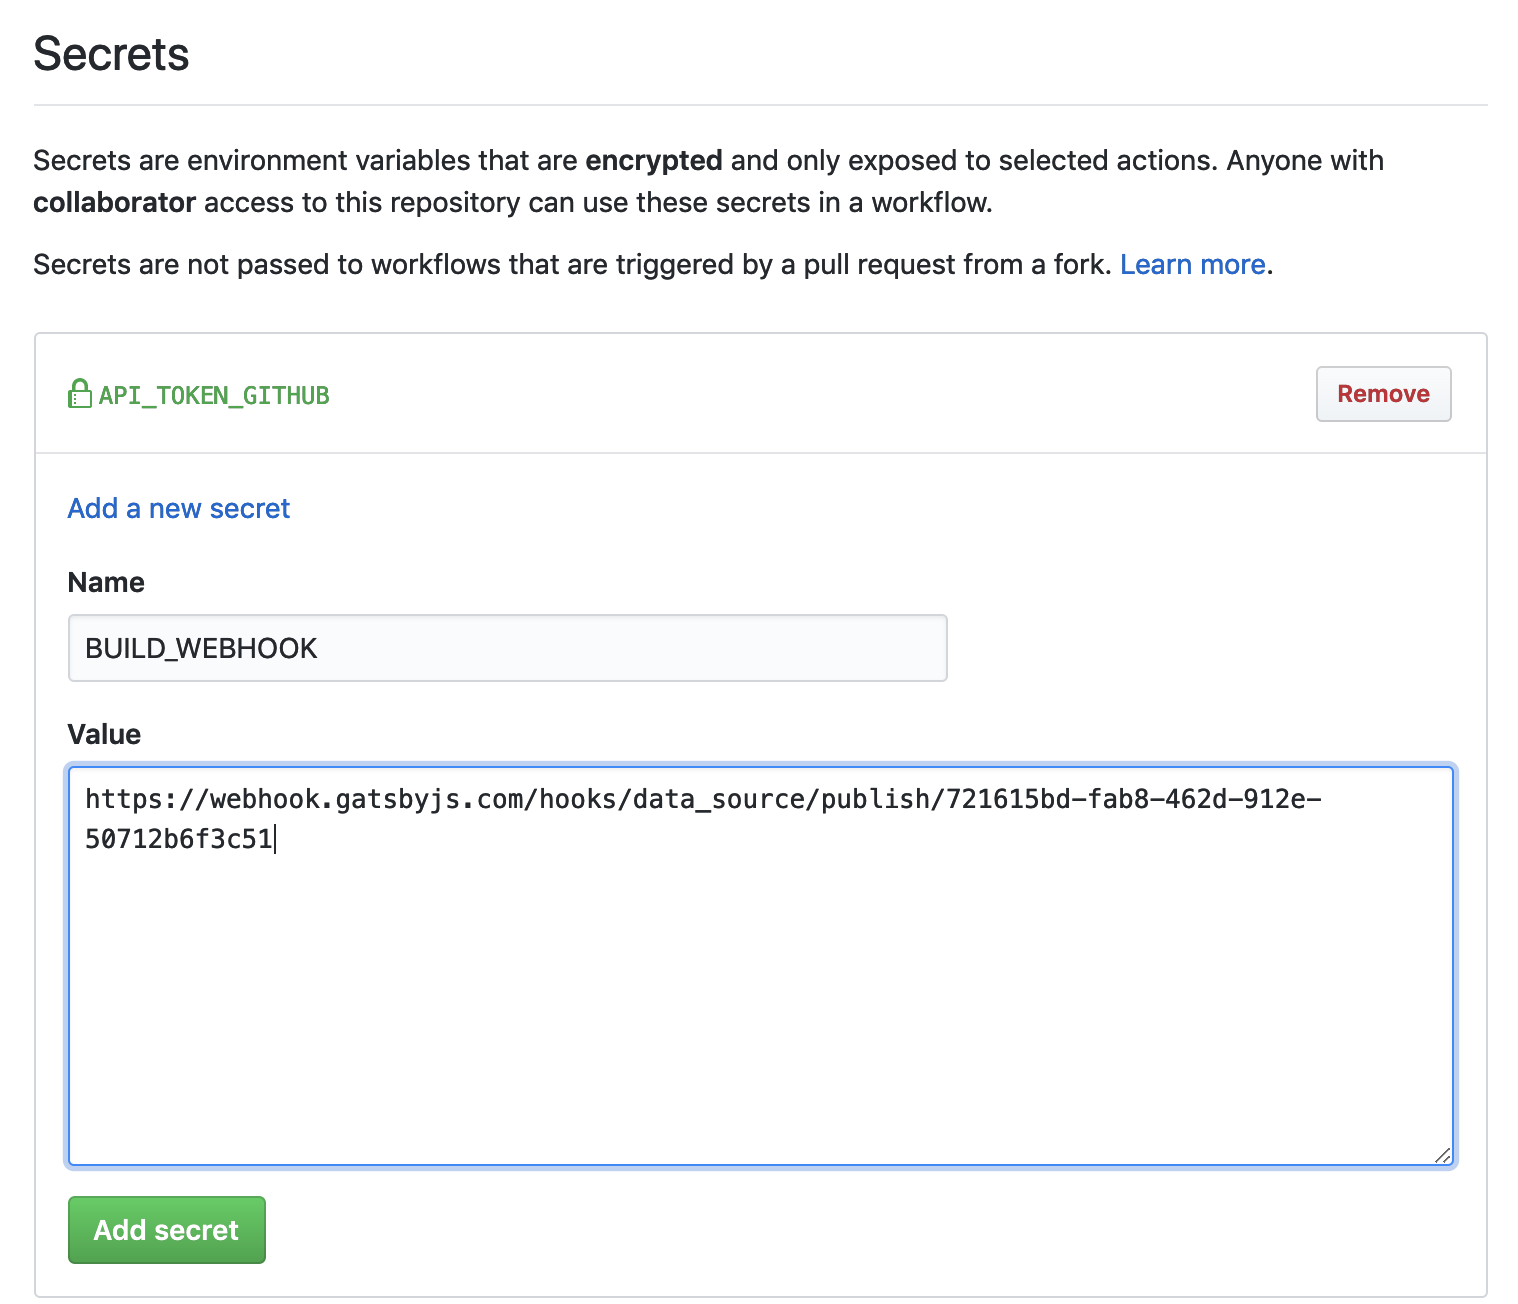 Secrets
Secrets are environment variables that are encrypted and only exposed to selected actions. Anyone with
collaborator access to this repository can use these secrets in a workflow.
Secrets are not passed to workflows that are triggered by a pull request from a fork. Learn more.
API_TOKEN_GITHUB
Remove
Add a new secret
Name
BUILD_WEBHOOK
Value
https://webhook.gatsbyjs.com/hooks/data_source/publish/721615bd-fab8-462d-912e-
50712b6f3c51
Add secret